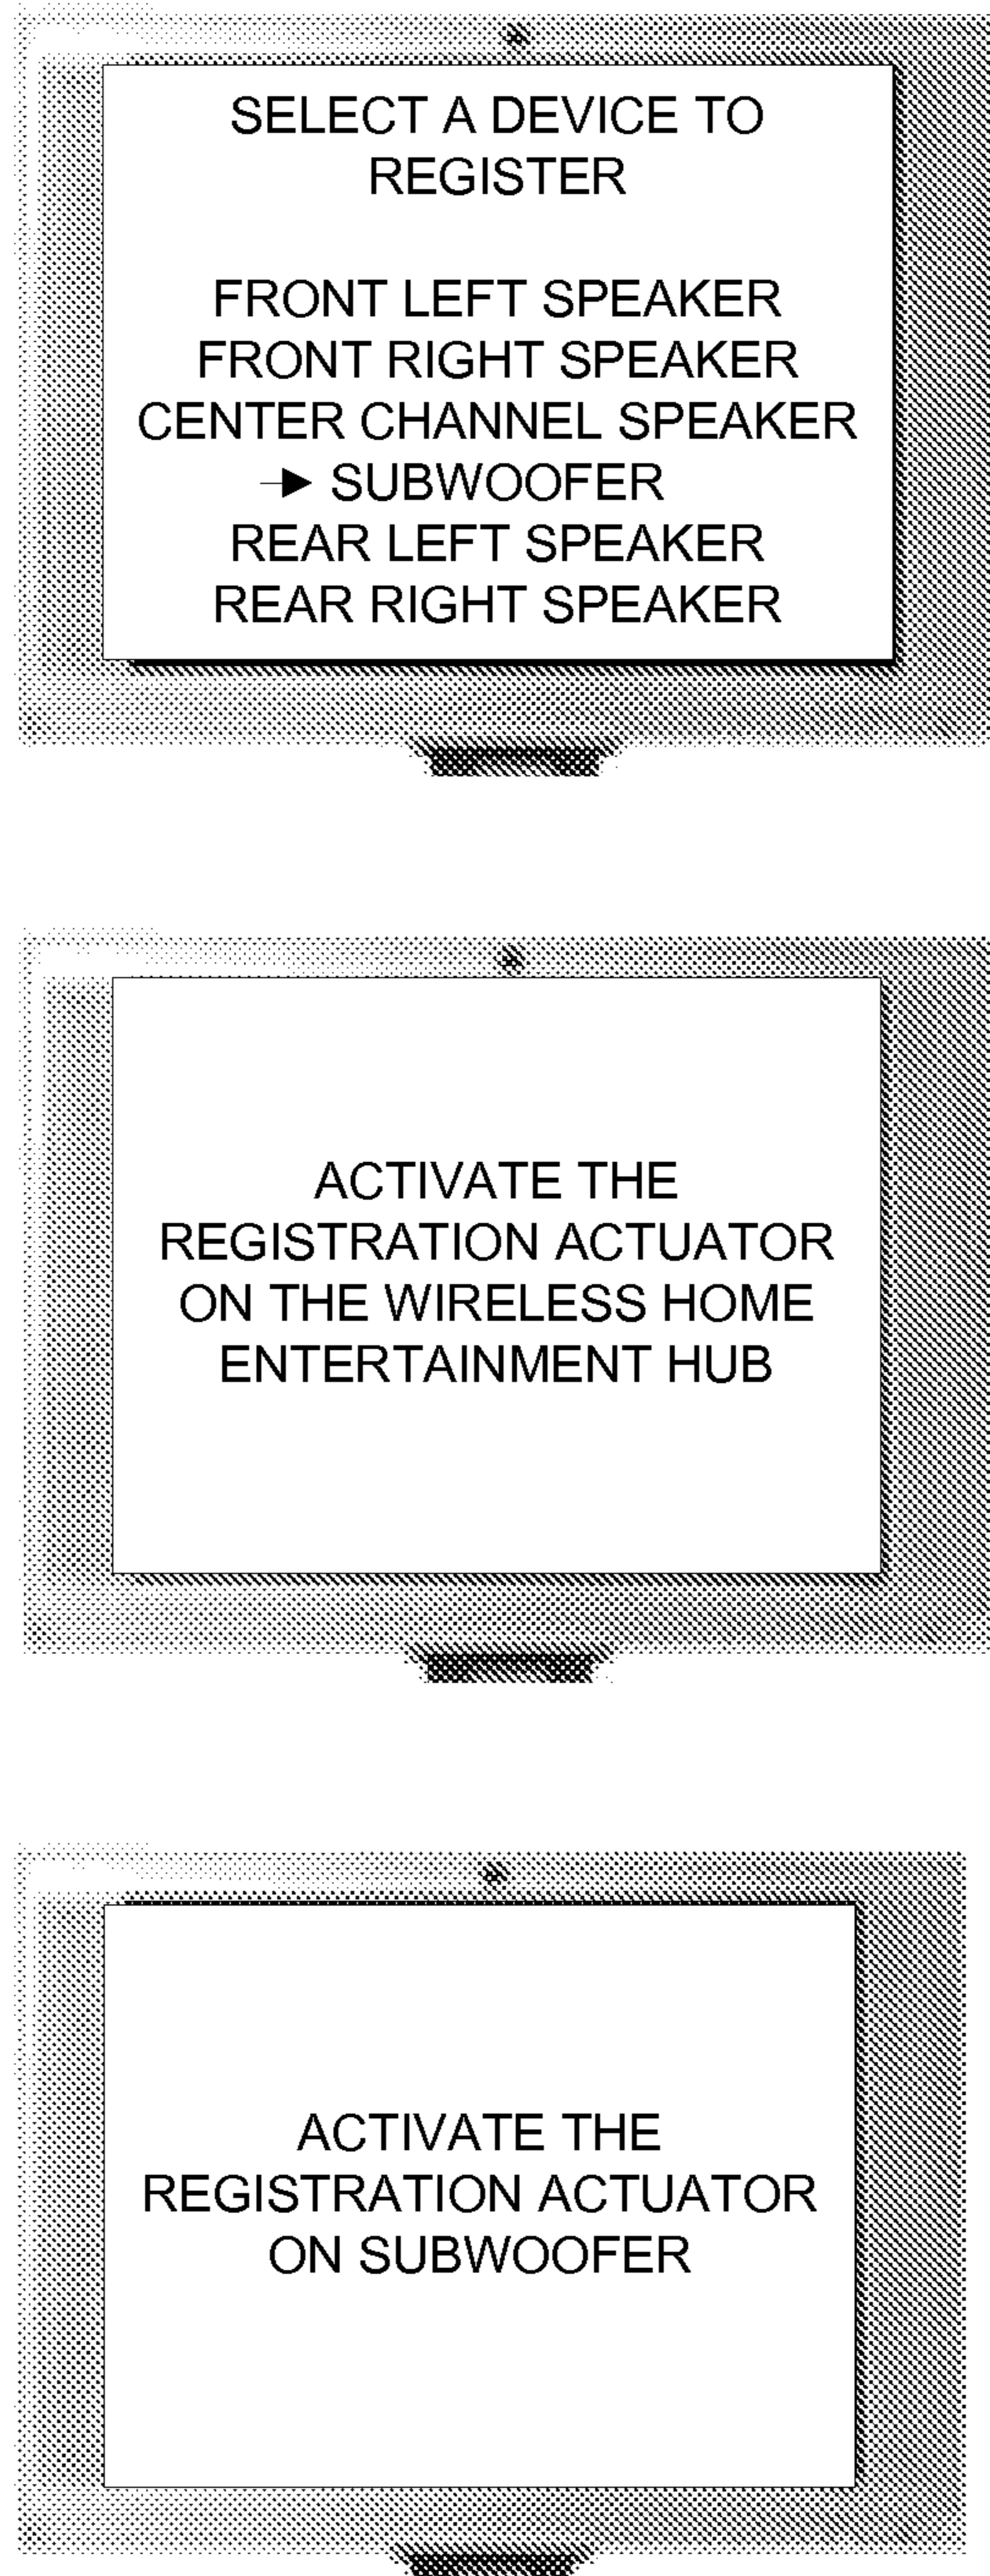 SELECT A DEVICE TO
REGISTER
FRONT LEFT SPEAKER
FRONT RIGHT SPEAKER
CENTER CHANNEL SPEAKER
SUBWOOFER
REAR LEFT SPEAKER
REAR RIGHT SPEAKER
ACTIVATE THE
REGISTRATION ACTUATOR
ON THE WIRELESS HOME
ENTERTAINMENT HUB
ACTIVATE THE
REGISTRATION ACTUATOR
ON SUBWOOFER